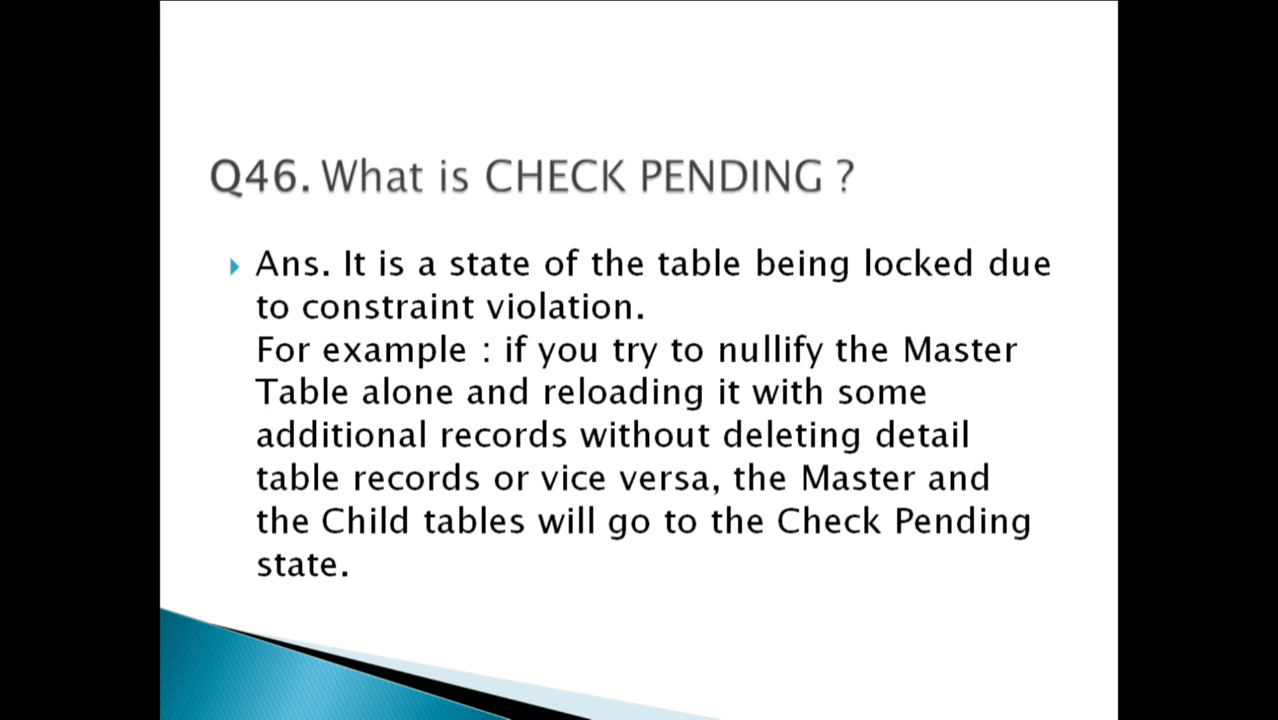 Q46. What is CHECK PENDING ?
Ans. It is a state of the table being locked due
to constraint violation.
For example : if you try to nullify the Master
Table alone and reloading it with some
additional records without deleting detail
table records or vice versa, the Master and
the Child tables will go to the Check Pending
state.